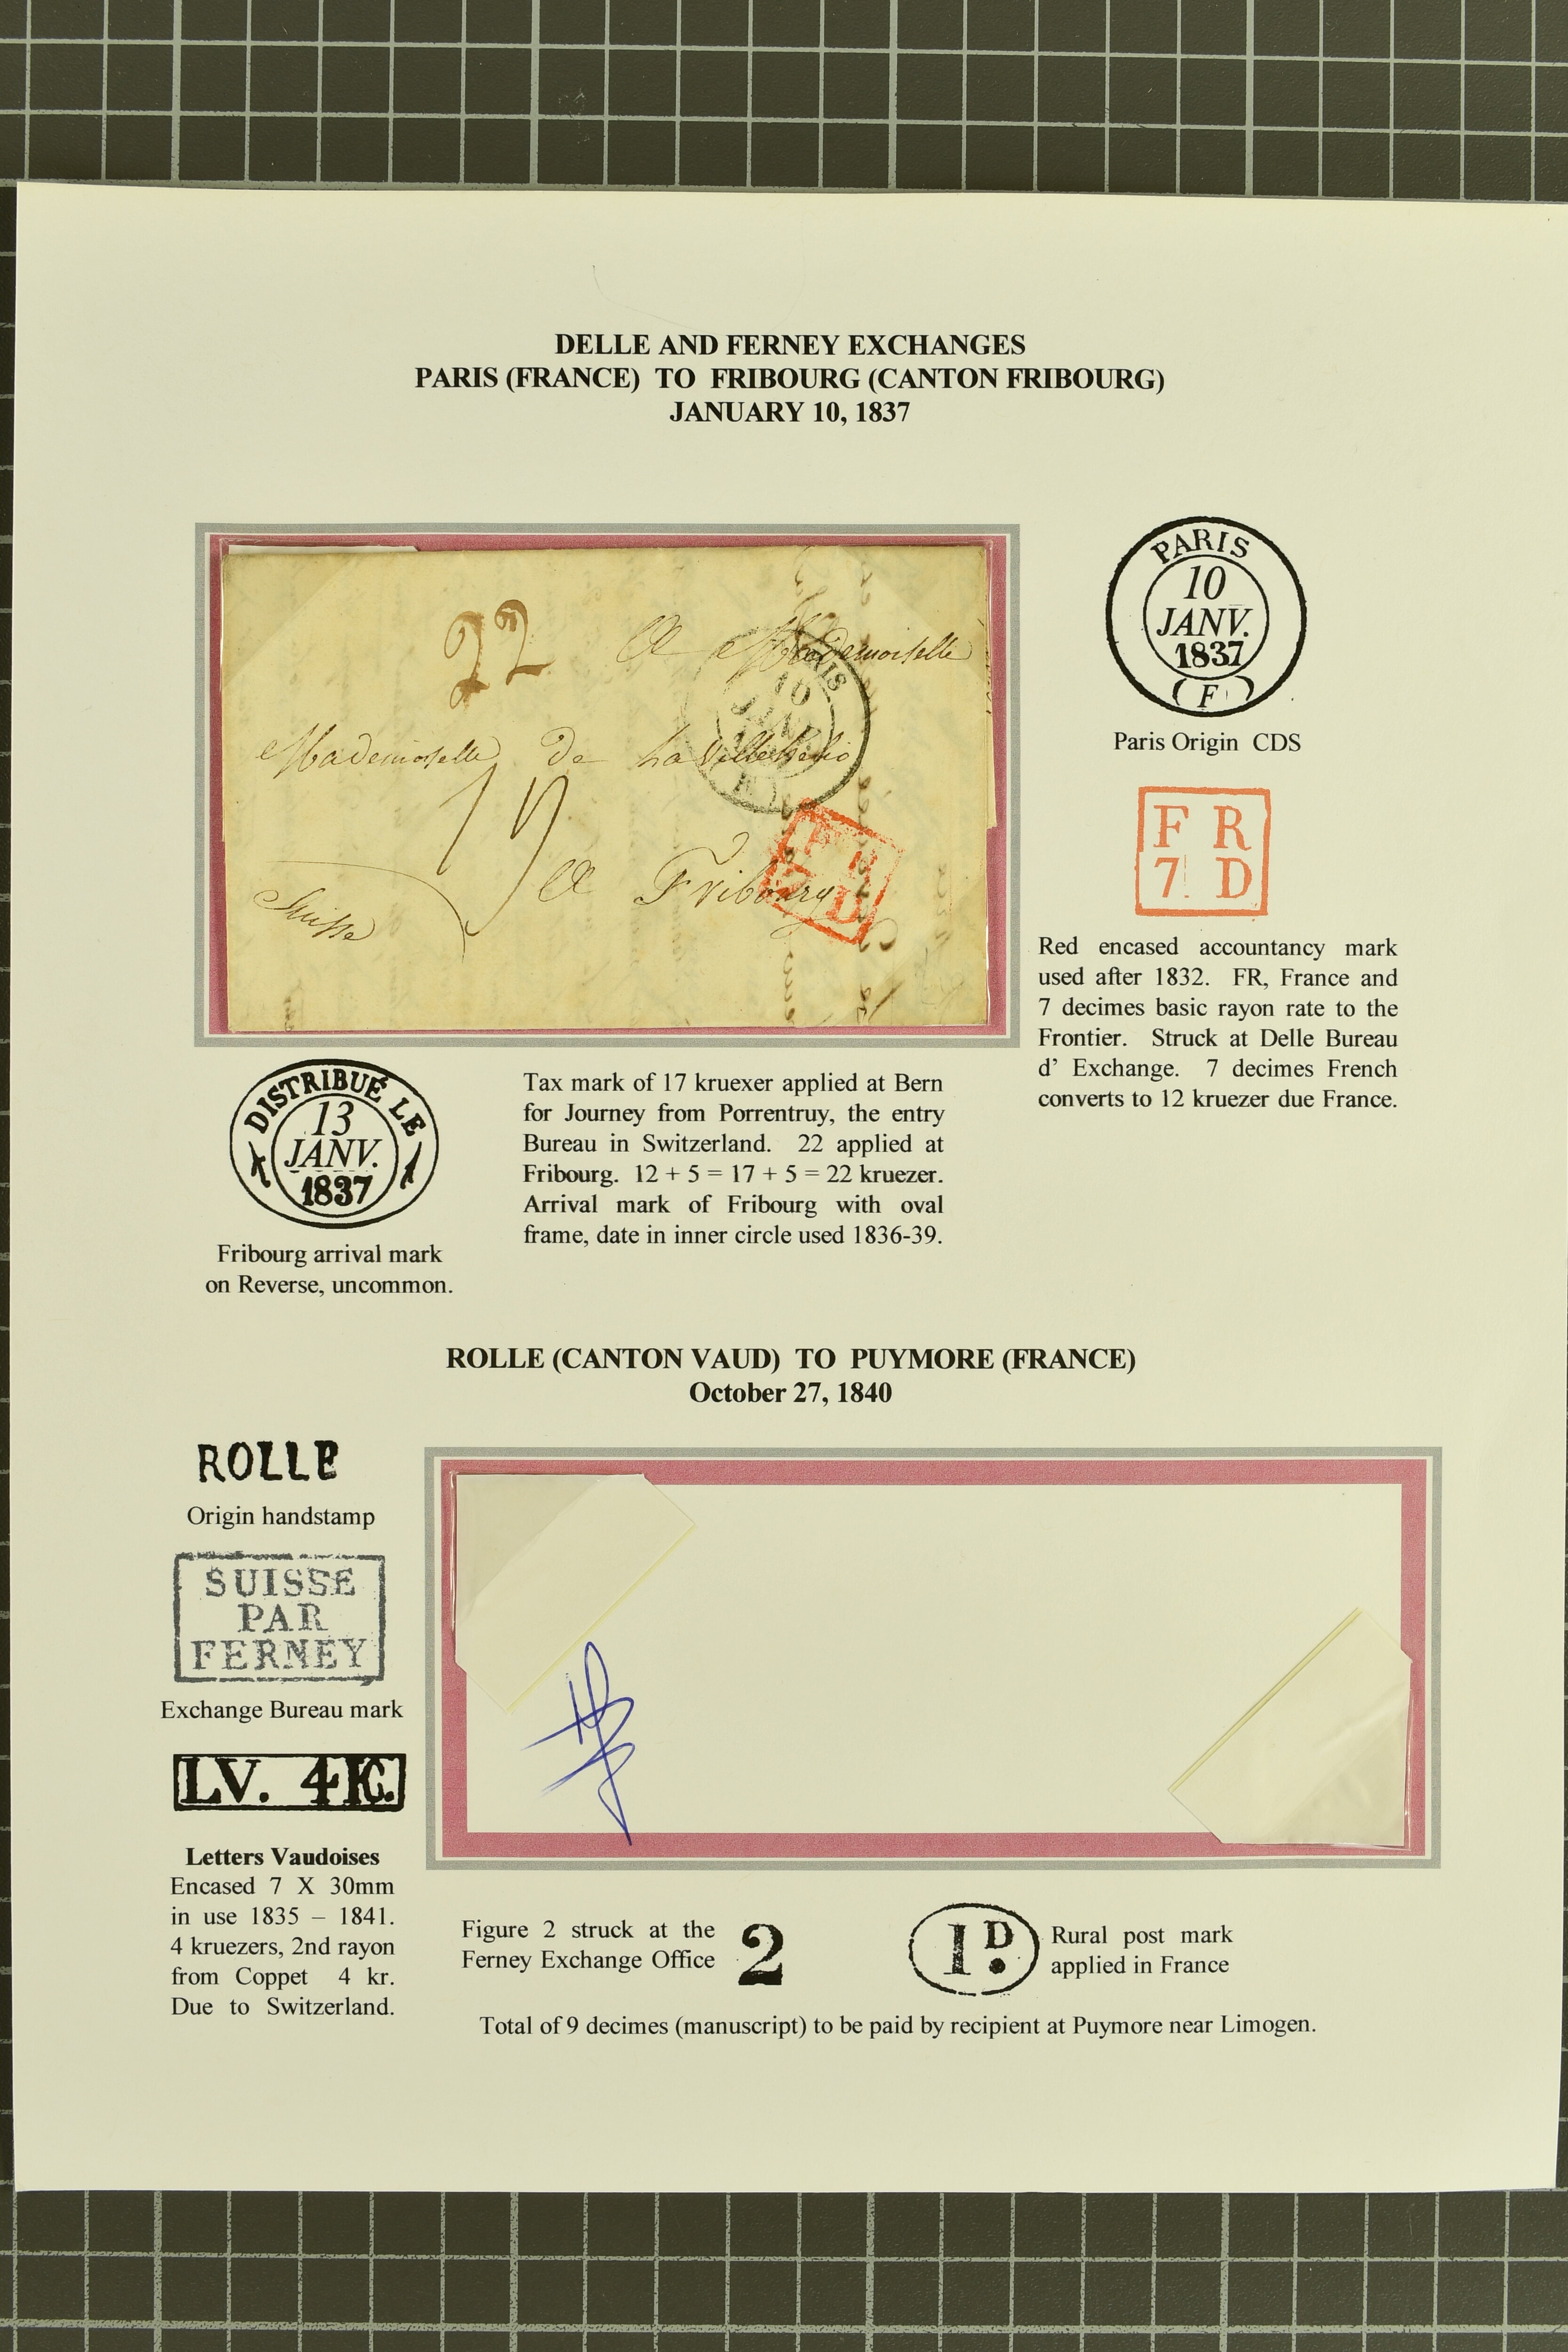 DELLE AND FERNEY EXCHANGES
PARIS (FRANCE) TO FRIBOURG (CANTON FRIBOURG)
JANUARY 10, 1837
22
A Mademoiselle
Mademoiselle De
17
A Fribourg
Suisse
PARIS
10
JANV.
F R
D
PARIS
10
JANV.
1837
(F)
Paris Origin CDS
F R
7 D
Red encased accountancy mark
used after 1832. FR, France and
7 decimes basic rayon rate to the
Frontier. Struck at Delle Bureau
d' Exchange. 7 decimes French
converts to 12 kruezer due France.
DISTRIBUÉ LE
13
JANV.
1837
Fribourg arrival mark
on Reverse, uncommon.
Tax mark of 17 kruexer applied at Bern
for Journey from Porrentruy, the entry
Bureau in Switzerland. 22 applied at
Fribourg. 12 + 5 = 17 + 5 = 22 kruezer.
Arrival mark of Fribourg with oval
frame, date in inner circle used 1836-39.
ROLLE (CANTON VAUD) TO PUYMORE (FRANCE)
October 27, 1840
ROLLE
Origin handstamp
SUISSE
PAR
FERNEY
Exchange Bureau mark
LV. 4 K.
Letters Vaudoises
Encased 7 X 30mm
in use 1835 – 1841.
4 kruezers, 2nd rayon
from Coppet 4 kr.
Due to Switzerland.
Figure 2 struck at the
Ferney Exchange Office
2
1 D
Rural post mark
applied in France
Total of 9 decimes (manuscript) to be paid by recipient at Puymore near Limogen.